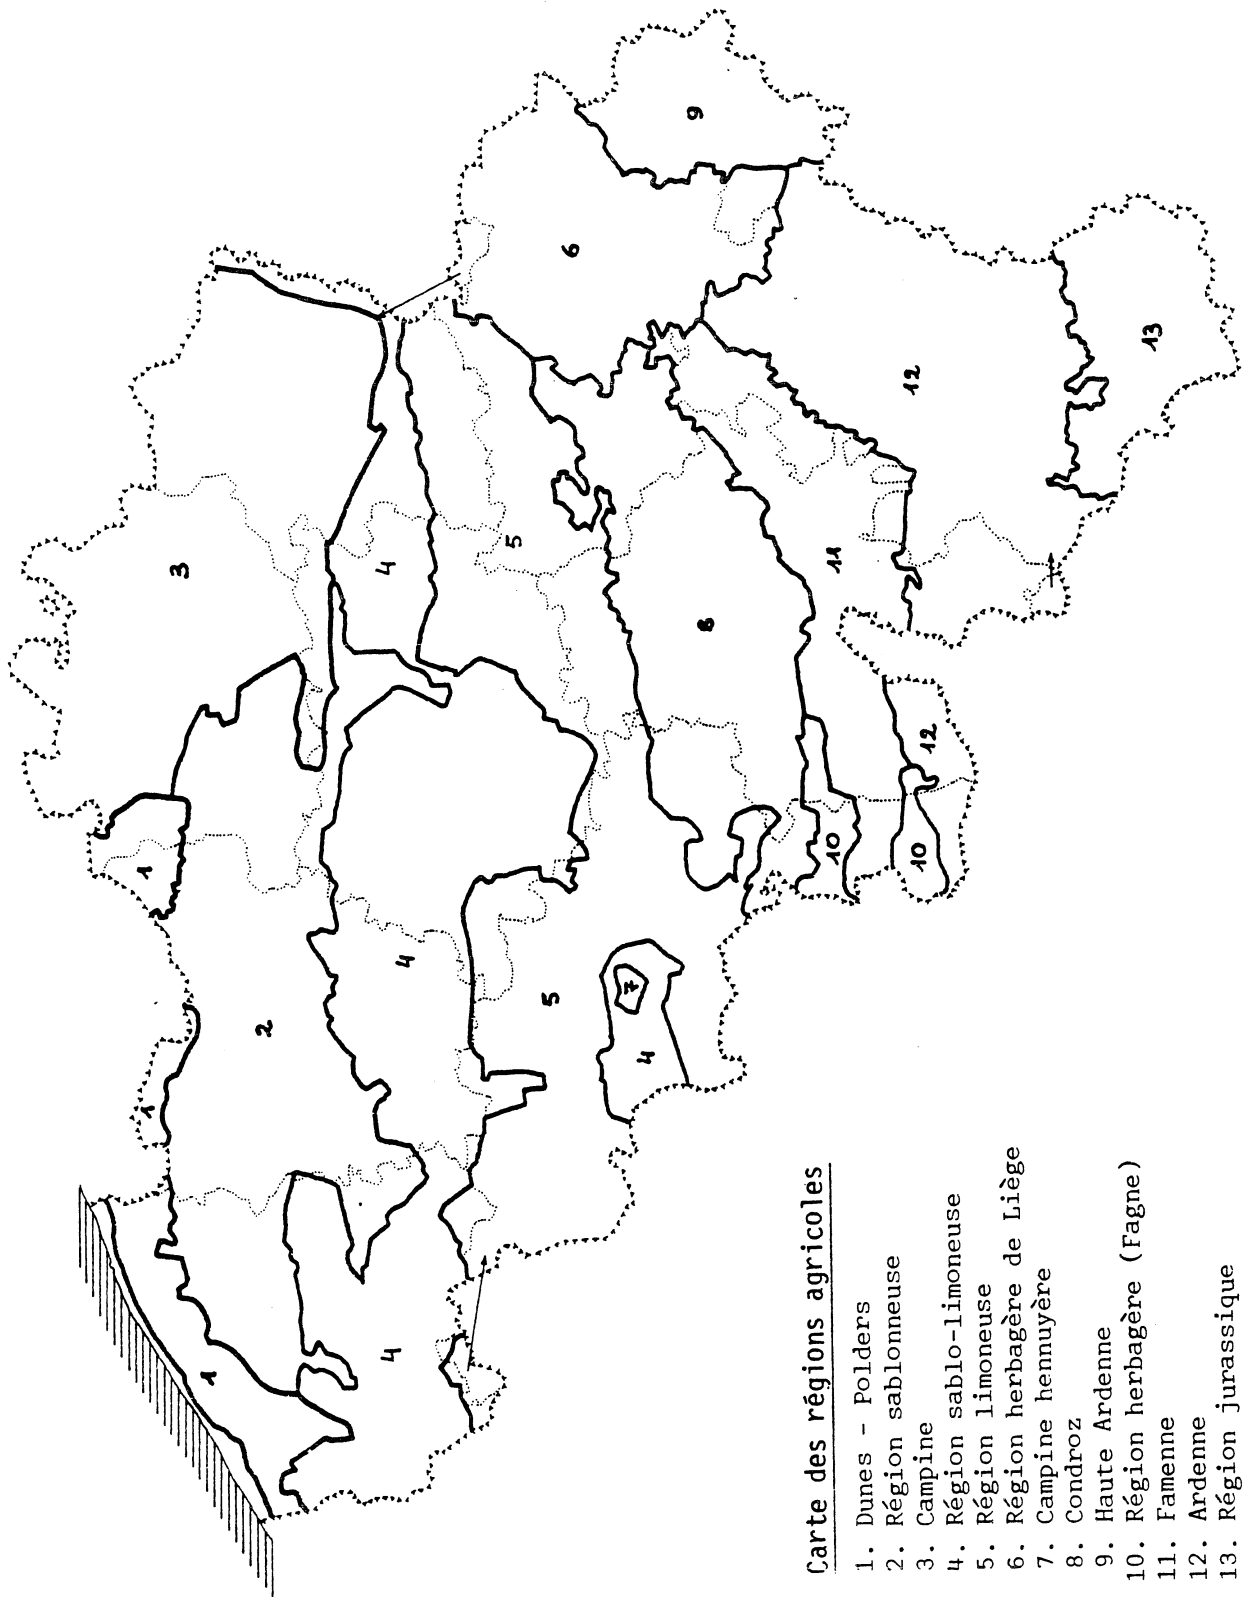 Carte des régions agricoles
1. Dunes - Polders
2. Région sablonneuse
3. Campine
4. Région sablo-limoneuse
5. Région limoneuse
6. Région herbagère de Liège
7. Campine hennuyère
8. Condroz
9. Haute Ardenne
10. Région herbagère (Fagne)
11. Famenne
12. Ardenne
13. Région jurassique
1
1
1
2
3
4
4
4
4
5
5
6
7
8
9
10
10
11
12
12
13